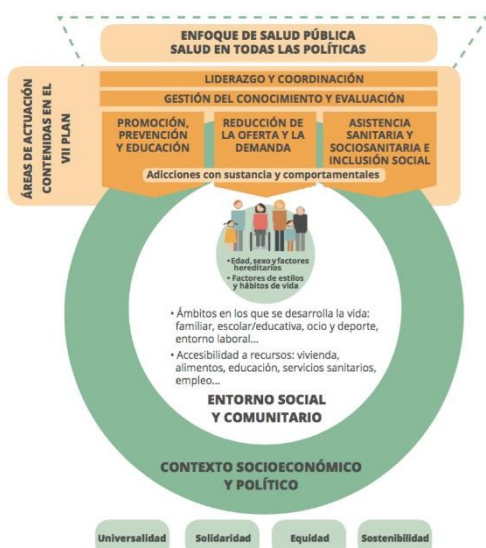 ENFOQUE DE SALUD PÚBLICA
SALUD EN TODAS LAS POLÍTICAS
ÁREAS DE ACTUACIÓN
CONTENIDAS EN EL
VII PLAN
LIDERAZGO Y COORDINACIÓN
GESTIÓN DEL CONOCIMIENTO Y EVALUACIÓN
PROMOCIÓN,
PREVENCIÓN
Y EDUCACIÓN
REDUCCIÓN DE
LA OFERTA Y LA
DEMANDA
ASISTENCIA
SANITARIA Y
SOCIOSANITARIA E
INCLUSIÓN SOCIAL
Adicciones con sustancia y comportamentales
• Edad, sexo y factores
hereditarios
• Factores de estilos
y hábitos de vida
• Ámbitos en los que se desarrolla la vida:
familiar, escolar/educativa, ocio y deporte,
entorno laboral...
• Accesibilidad a recursos: vivienda,
alimentos, educación, servicios sanitarios,
empleo...
ENTORNO SOCIAL
Y COMUNITARIO
CONTEXTO SOCIOECONÓMICO
Y POLÍTICO
Universalidad
Solidaridad
Equidad
Sostenibilidad